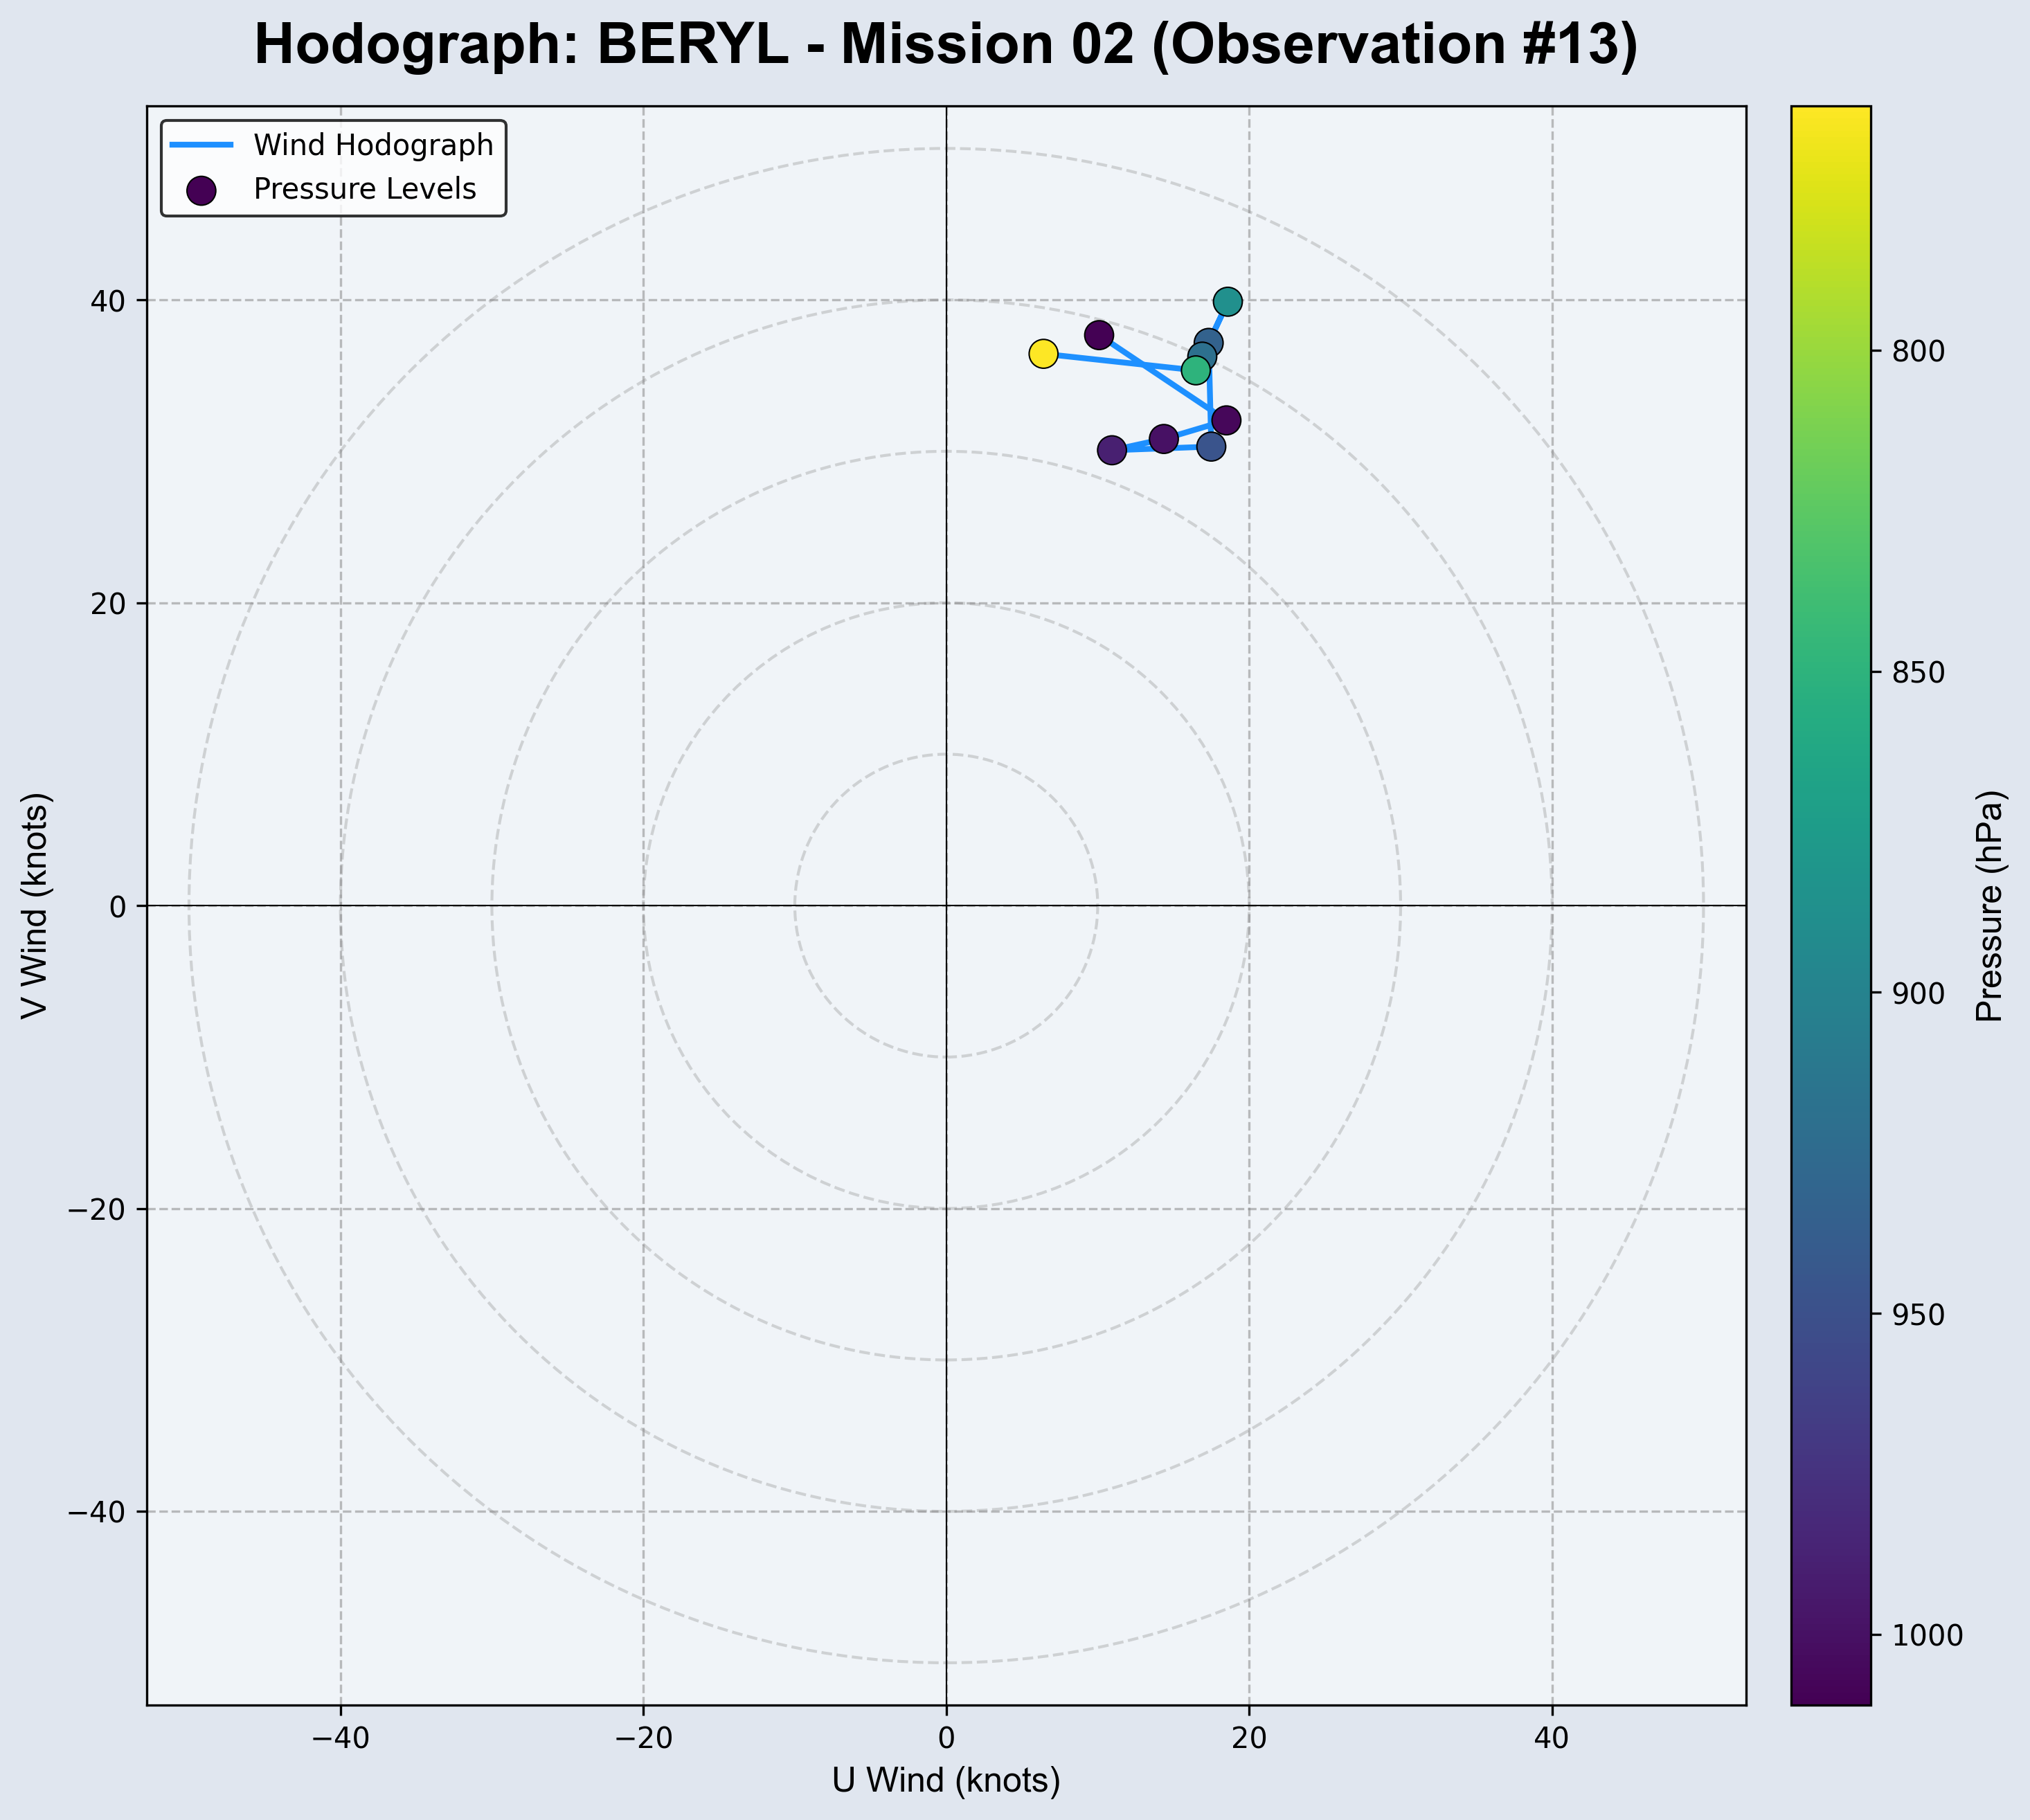 Hodograph: BERYL - Mission 02 (Observation #13)
Wind Hodograph
Pressure Levels
40
20
0
−20
−40
V Wind (knots)
−40
−20
0
20
40
U Wind (knots)
800
850
900
950
1000
Pressure (hPa)